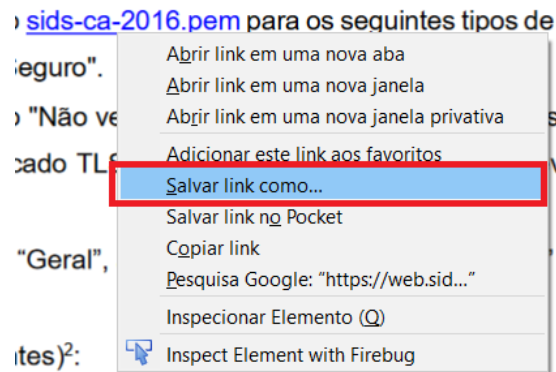 o sids-ca-2016.pem para os seguintes tipos de
Seguro".
Abrir link em uma nova aba
Abrir link em uma nova janela
"Não ve
Abrir link em uma nova janela privativa
cado TLS
Adicionar este link aos favoritos
Salvar link como...
Salvar link no Pocket
"Geral",
Copiar link
Pesquisa Google: "https://web.sid..."
Inspecionar Elemento (Q)
ntes)²:
Inspect Element with Firebug